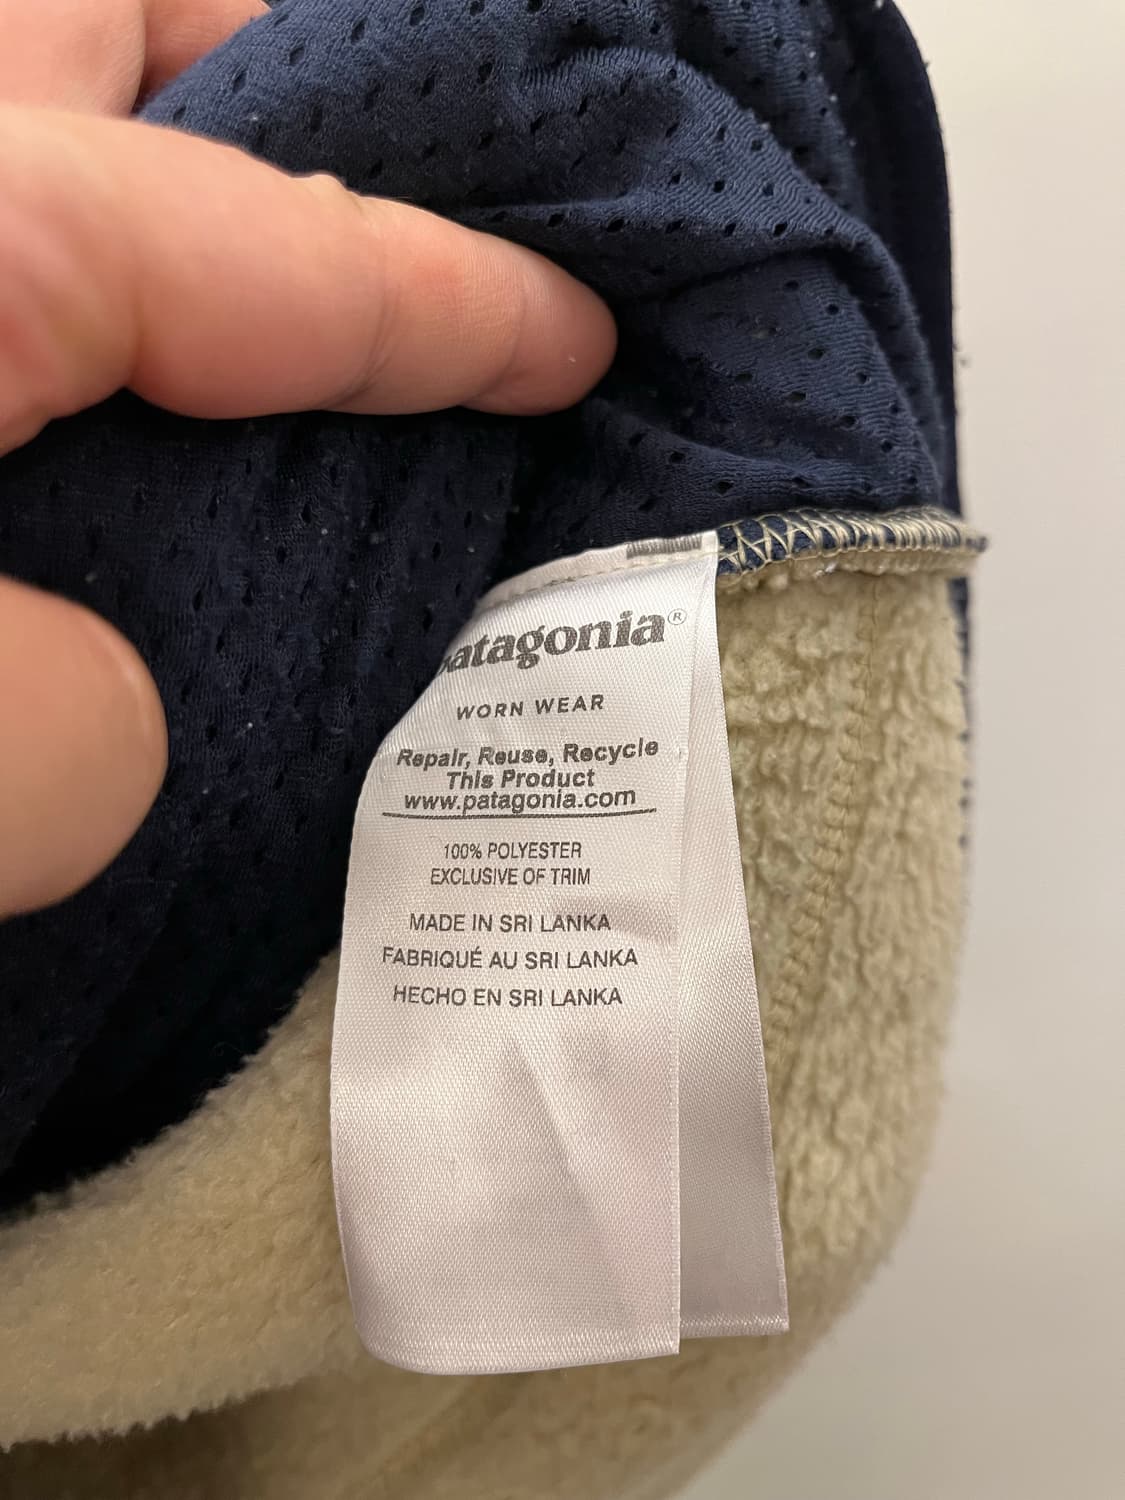 patagonia®
WORN WEAR
Repair, Reuse, Recycle
This Product
www.patagonia.com
100% POLYESTER
EXCLUSIVE OF TRIM
MADE IN SRI LANKA
FABRIQUÉ AU SRI LANKA
HECHO EN SRI LANKA